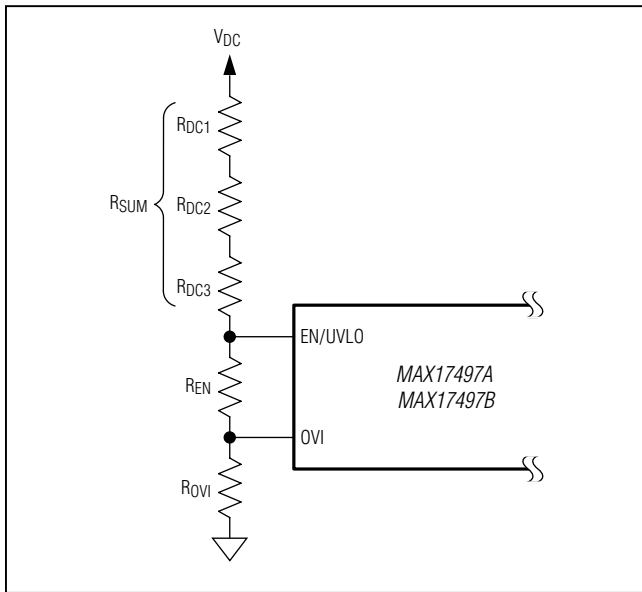 VDC
RDC1
RSUM
RDC2
RDC3
EN/UVLO
MAX17497A
MAX17497B
REN
OVI
ROVI